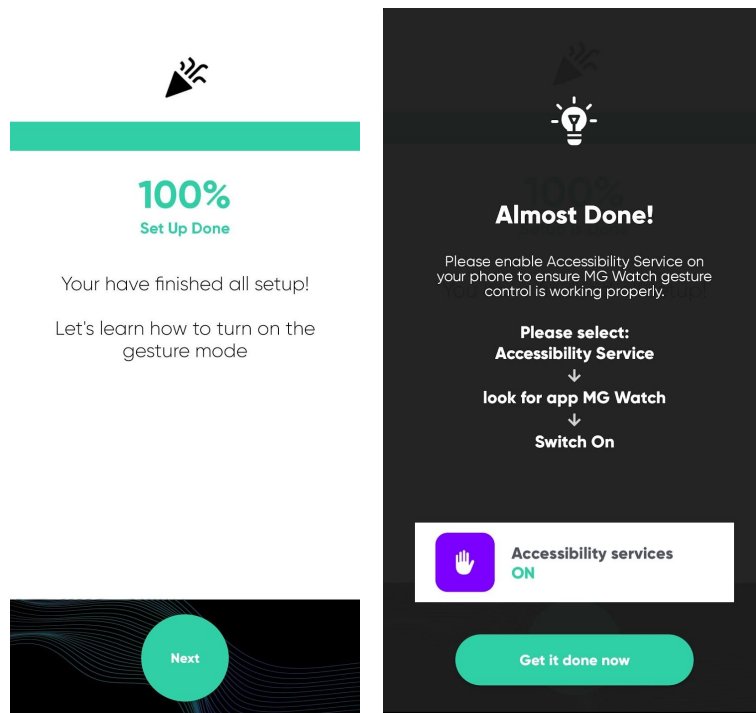 100%
Set Up Done
Your have finished all setup!
Let's learn how to turn on the
gesture mode
Next
Almost Done!
Please enable Accessibility Service on
your phone to ensure MG Watch gesture
control is working properly.
Please select:
Accessibility Service
↓
look for app MG Watch
↓
Switch On
Accessibility services
ON
Get it done now